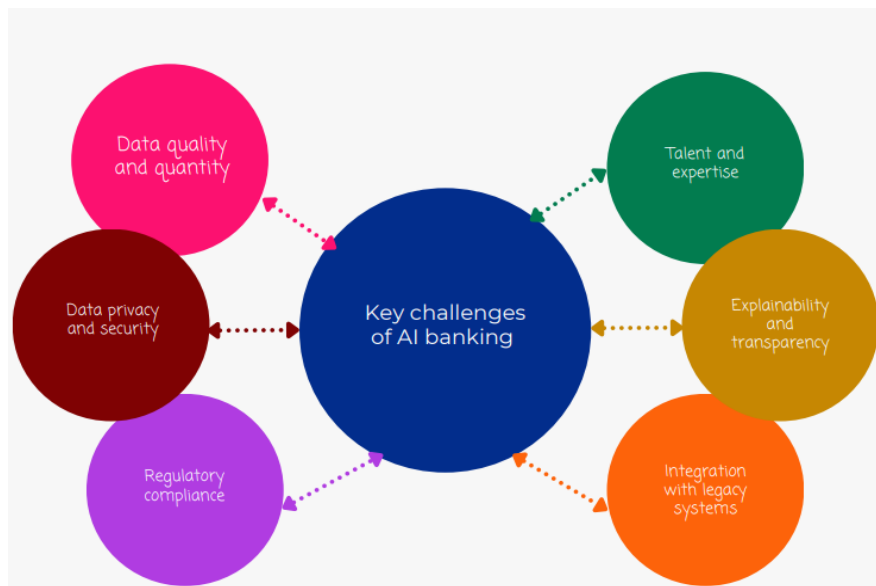 Data quality
and quantity
Talent and
expertise
Data privacy
and security
Key challenges
of AI banking
Explainability
and
transparency
Regulatory
compliance
Integration
with legacy
systems